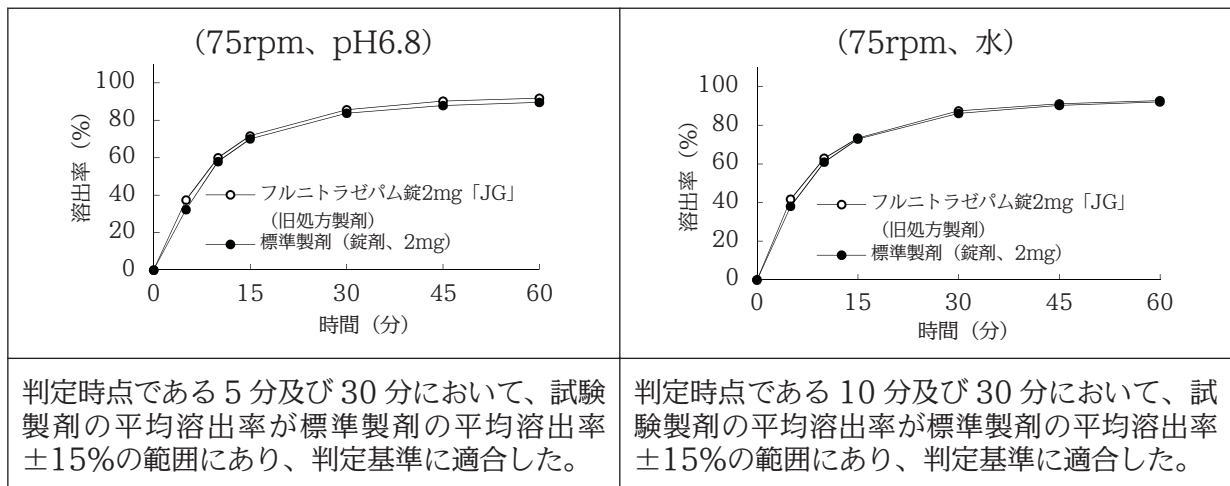 (75rpm、pH6.8)
100
80
60
40
20
0
溶出率 (%)
フルニトラゼパム錠2mg「JG」
(旧処方製剤)
標準製剤 (錠剤、2mg)
0 15 30 45 60
時間 (分)
判定時点である 5 分及び 30 分において、試験
製剤の平均溶出率が標準製剤の平均溶出率
±15%の範囲にあり、判定基準に適合した。
(75rpm、水)
100
80
60
40
20
0
溶出率 (%)
フルニトラゼパム錠2mg「JG」
(旧処方製剤)
標準製剤 (錠剤、2mg)
0 15 30 45 60
時間 (分)
判定時点である 10 分及び 30 分において、試
験製剤の平均溶出率が標準製剤の平均溶出率
±15%の範囲にあり、判定基準に適合した。